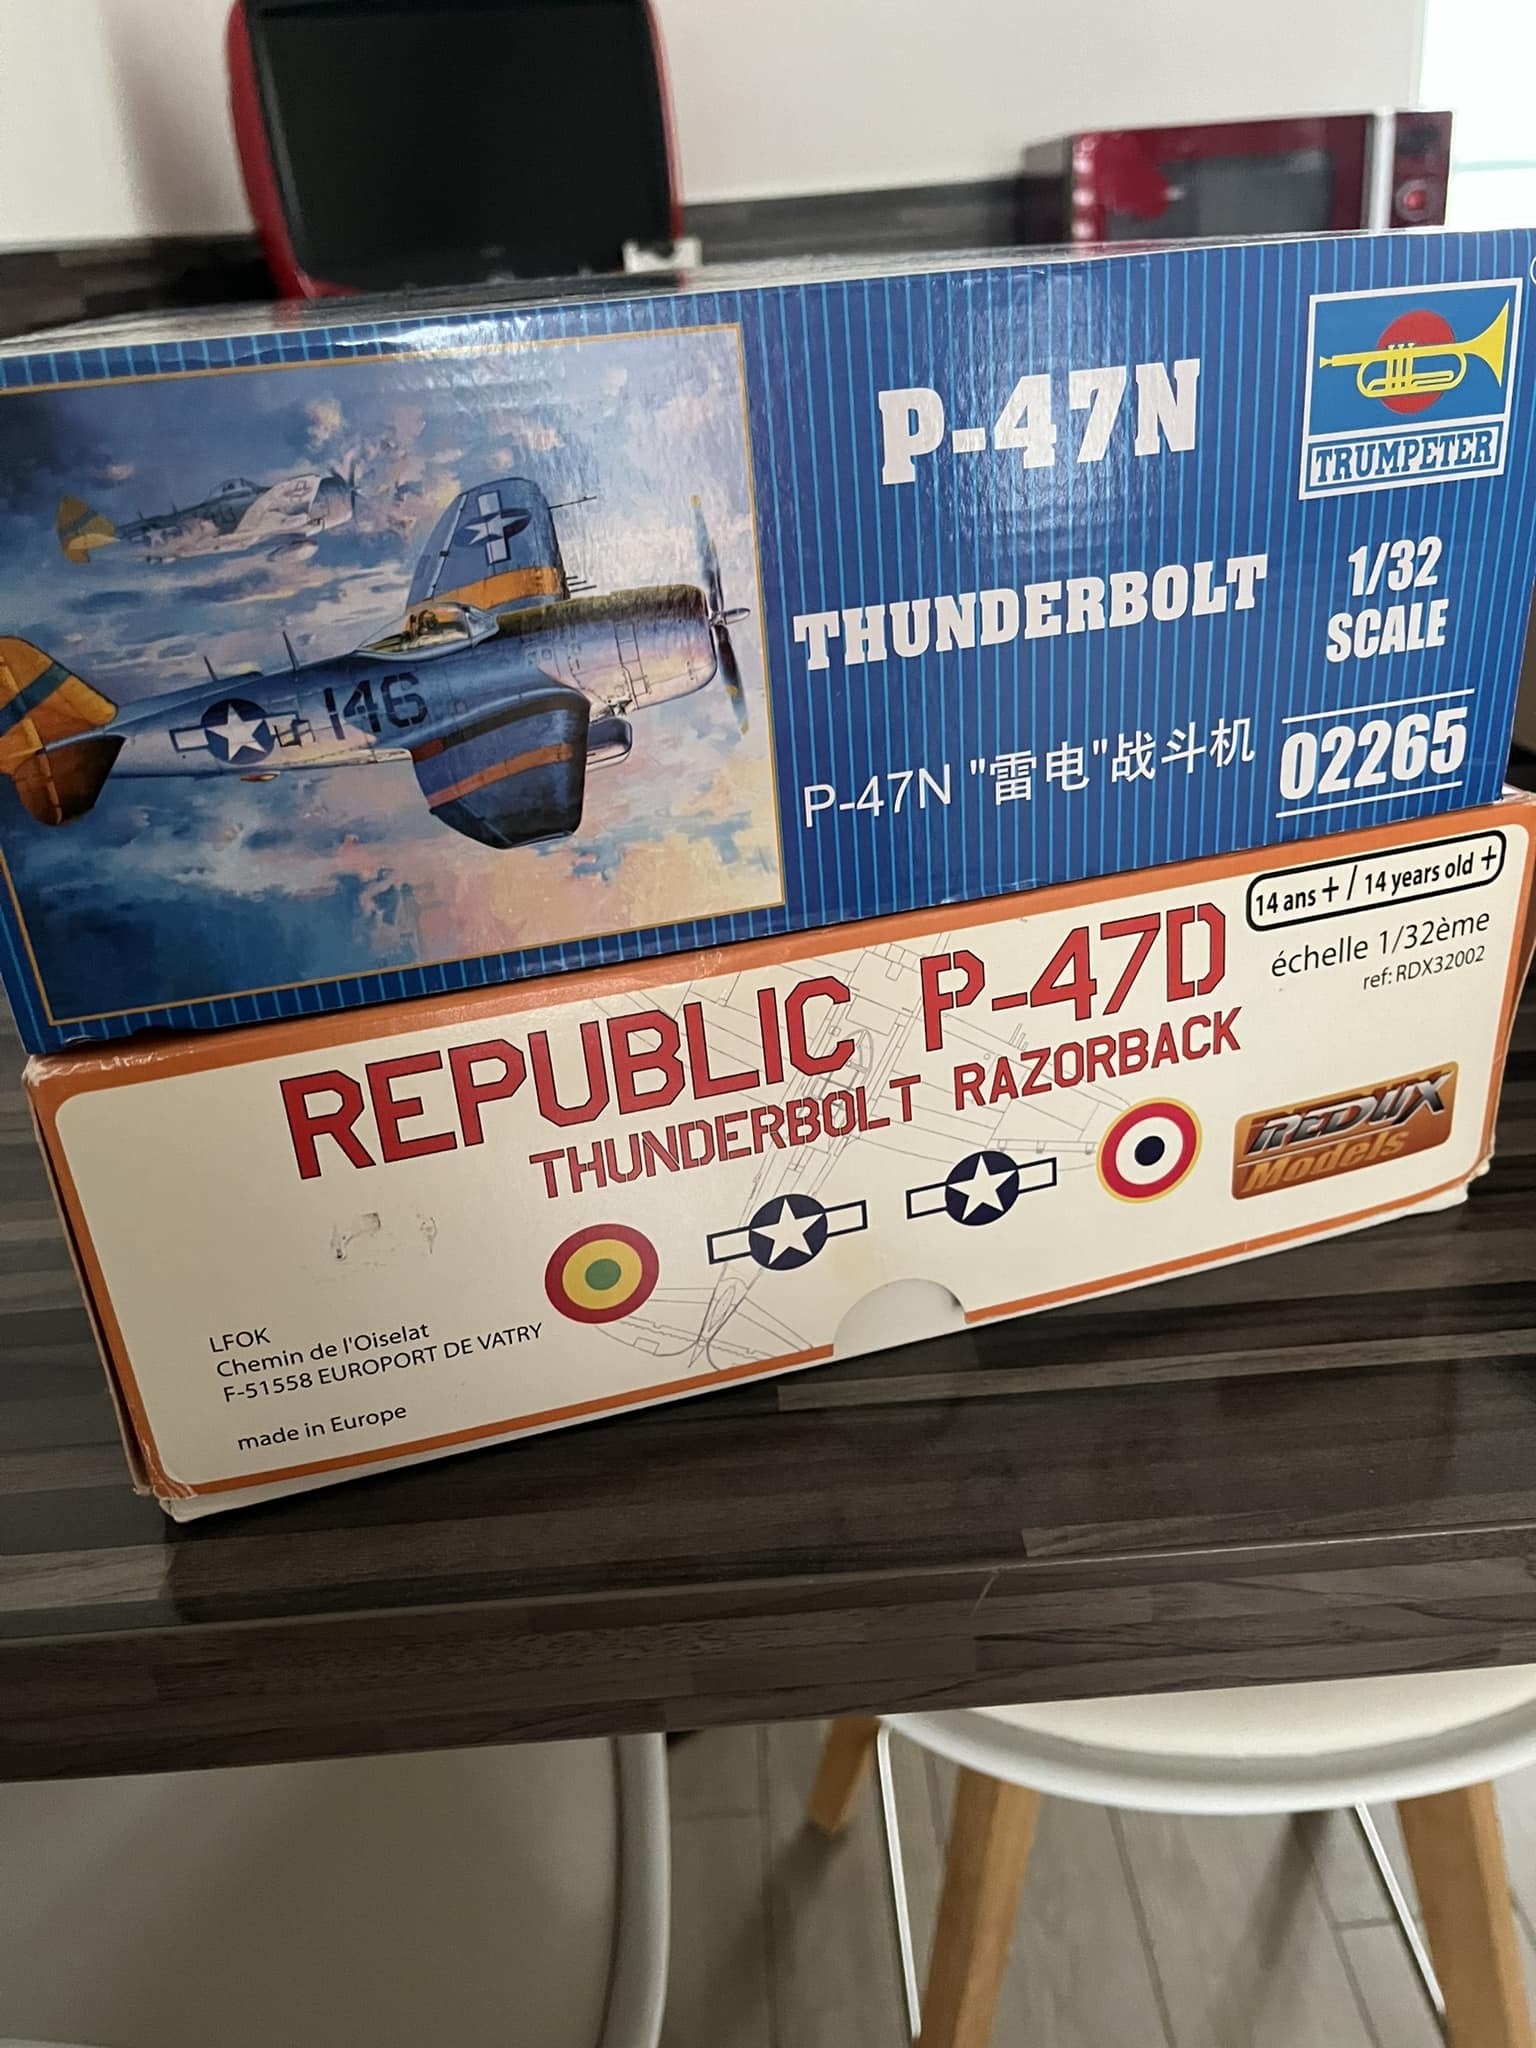 P-47N
TRUMPETER
THUNDERBOLT
1/32
SCALE
146
P-47N "雷电"战斗机
02265
14 ans + / 14 years old +
REPUBLIC P-47D
THUNDERBOLT RAZORBACK
échelle 1/32ème
ref: RDX32002
REDUX
Models
LFOK
Chemin de l'Oiselat
F-51558 EUROPORT DE VATRY
made in Europe